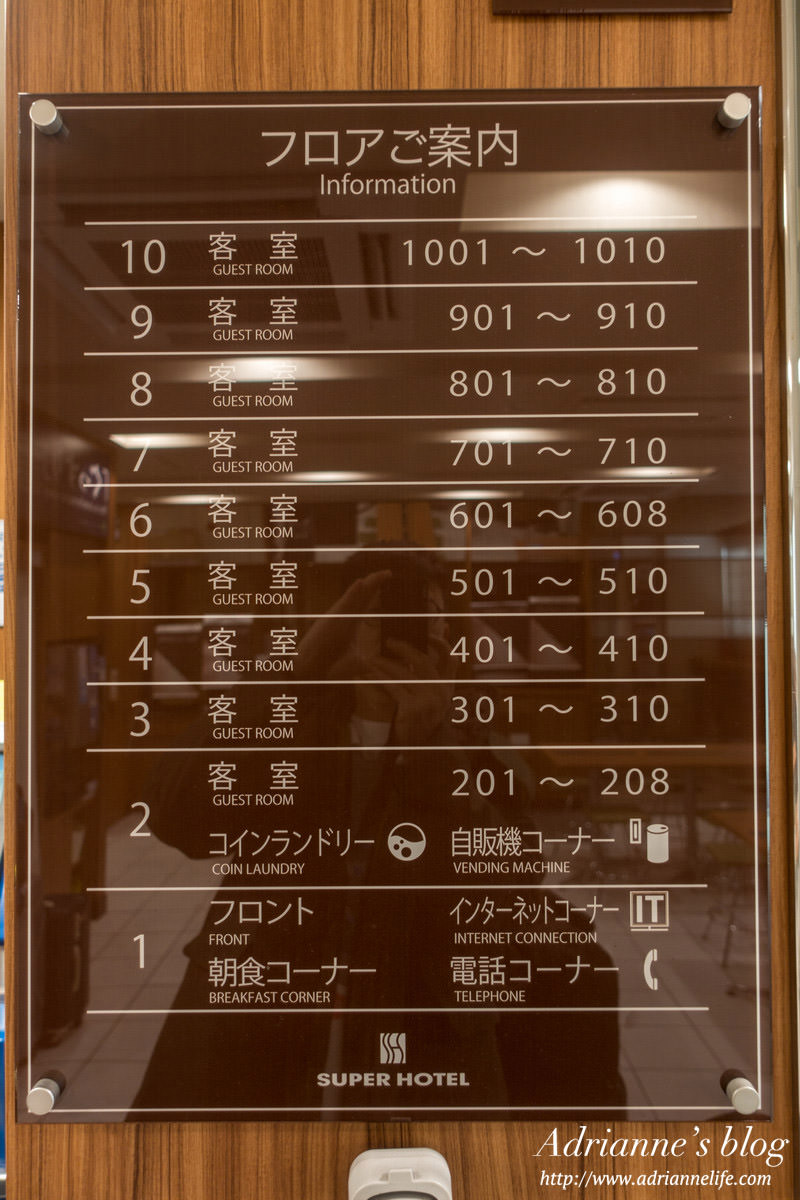 フロアご案内
Information
10 客室 1001 ～ 1010
GUEST ROOM
9 客室 901 ～ 910
GUEST ROOM
8 客室 801 ～ 810
GUEST ROOM
7 客室 701 ～ 710
GUEST ROOM
6 客室 601 ～ 608
GUEST ROOM
5 客室 501 ～ 510
GUEST ROOM
4 客室 401 ～ 410
GUEST ROOM
3 客室 301 ～ 310
GUEST ROOM
客室 201 ～ 208
GUEST ROOM
2
コインランドリー 自販機コーナー
COIN LAUNDRY VENDING MACHINE
フロント インターネットコーナー IT
FRONT INTERNET CONNECTION
1
朝食コーナー 電話コーナー
BREAKFAST CORNER TELEPHONE
SUPER HOTEL
Adrianne's blog
http://www.adriannelife.com